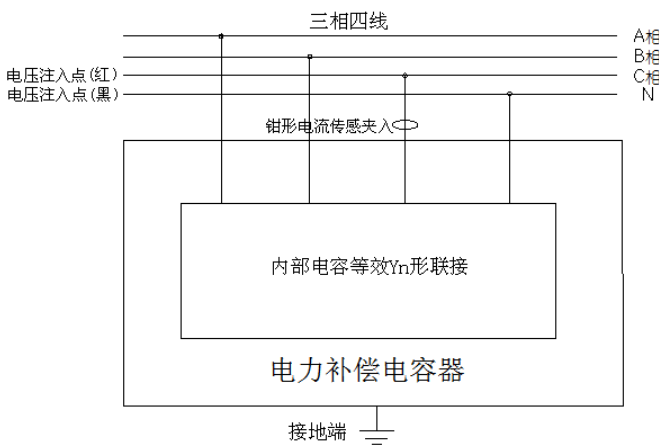 三相四线
A相
B相
电压注入点(红)
C相
电压注入点(黑)
N
钳形电流传感夹入
内部电容等效Yn形联接
电力补偿电容器
接地端